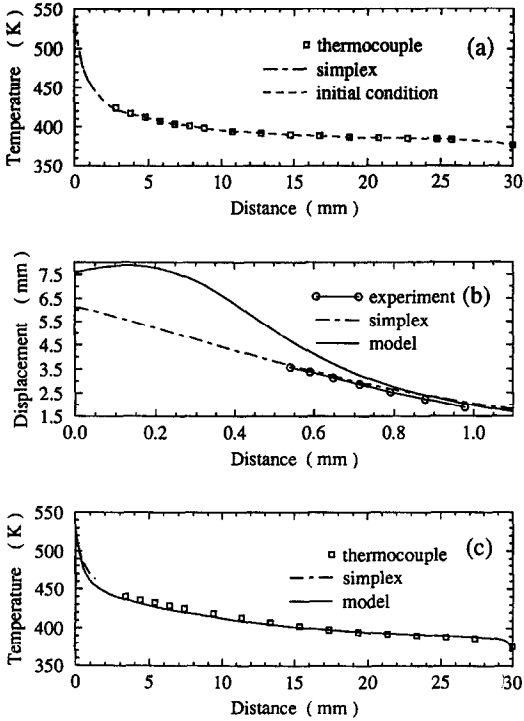 550
500
450
400
350
Temperature ( K )
thermocouple
simplex
initial condition
(a)
0 5 10 15 20 25 30
Distance ( mm )
7.5
6.5
5.5
4.5
3.5
2.5
1.5
Displacement ( mm )
experiment
simplex
model
(b)
0.0 0.2 0.4 0.6 0.8 1.0
Distance ( mm )
550
500
450
400
350
Temperature ( K )
thermocouple
simplex
model
(c)
0 5 10 15 20 25 30
Distance ( mm )